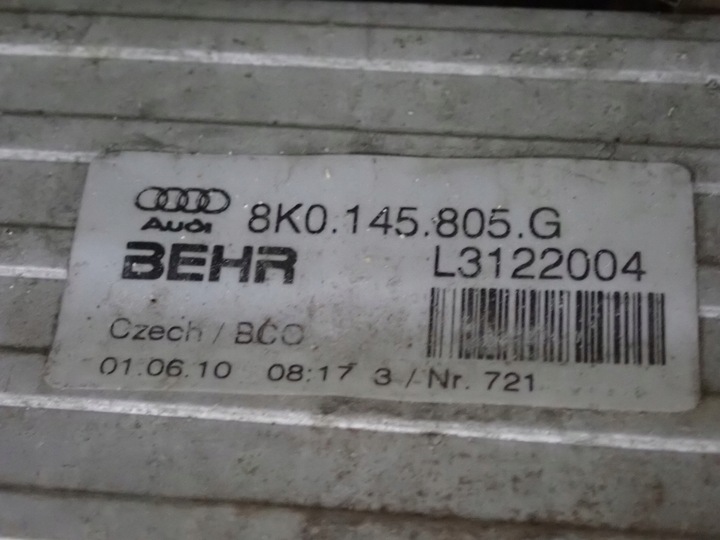 Audi 8K0.145.805.G
BEHR L3122004
Czech / BCO
01.06.10 08:17 3 / Nr. 721